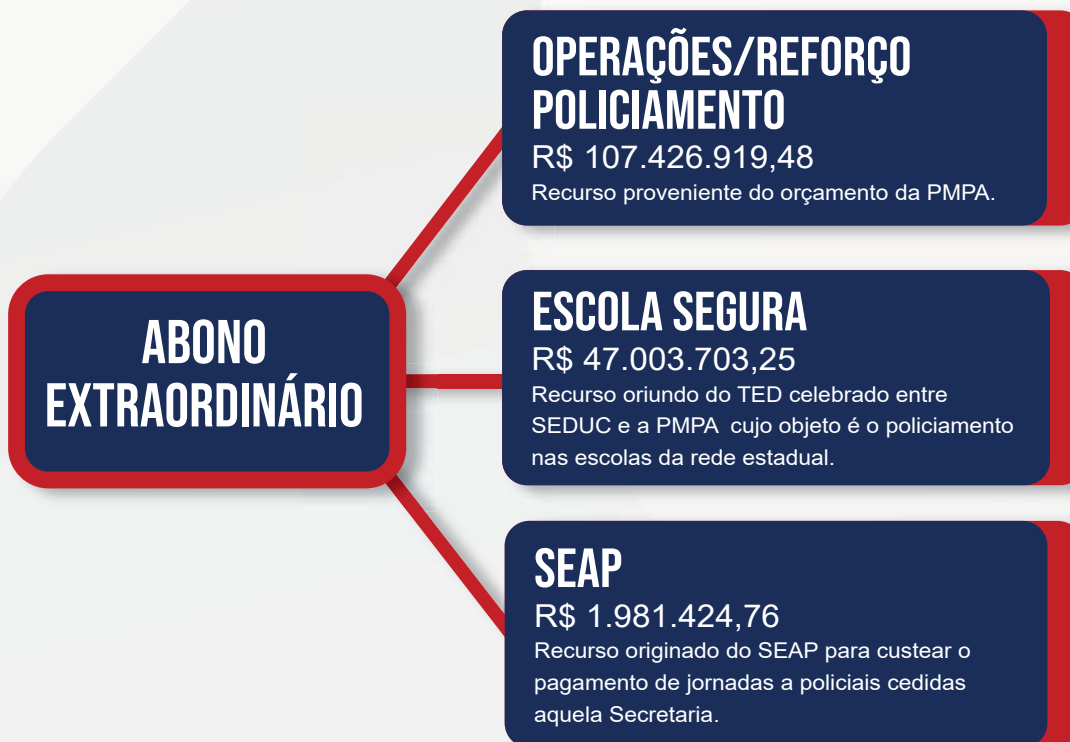 ABONO
EXTRAORDINÁRIO
OPERAÇÕES/REFORÇO
POLICIAMENTO
R$ 107.426.919,48
Recurso proveniente do orçamento da PMPA.
ESCOLA SEGURA
R$ 47.003.703,25
Recurso oriundo do TED celebrado entre
SEDUC e a PMPA cujo objeto é o policiamento
nas escolas da rede estadual.
SEAP
R$ 1.981.424,76
Recurso originado do SEAP para custear o
pagamento de jornadas a policiais cedidas
aquela Secretaria.